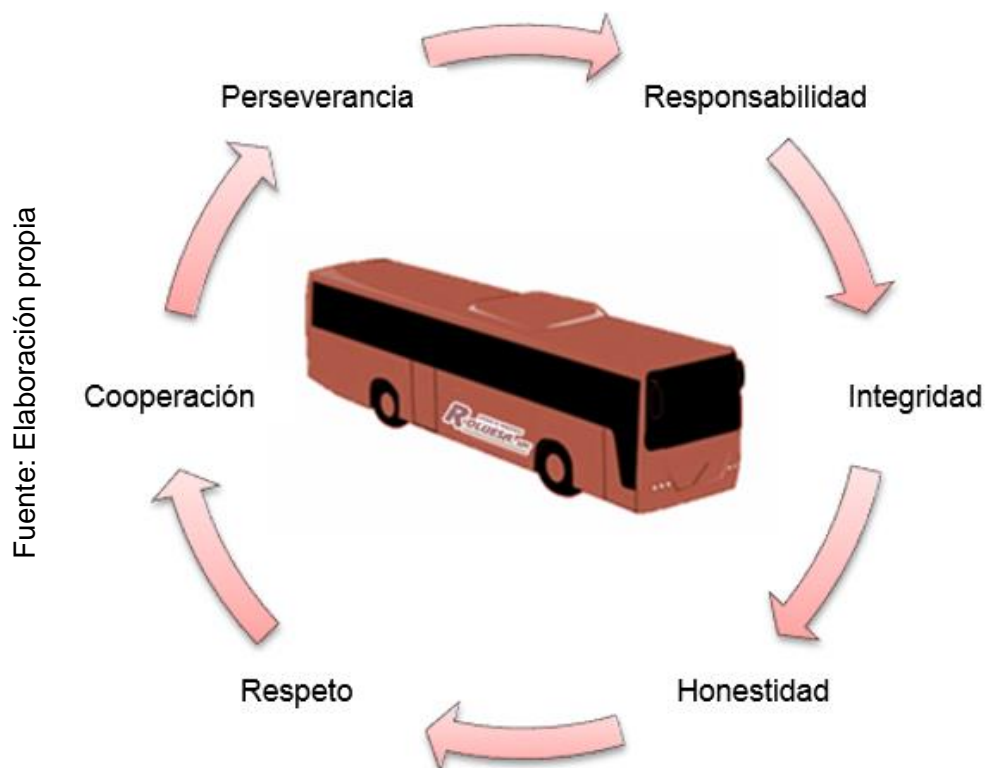 Perseverancia
Responsabilidad
Integridad
Honestidad
Respeto
Cooperación
Fuente: Elaboración propia